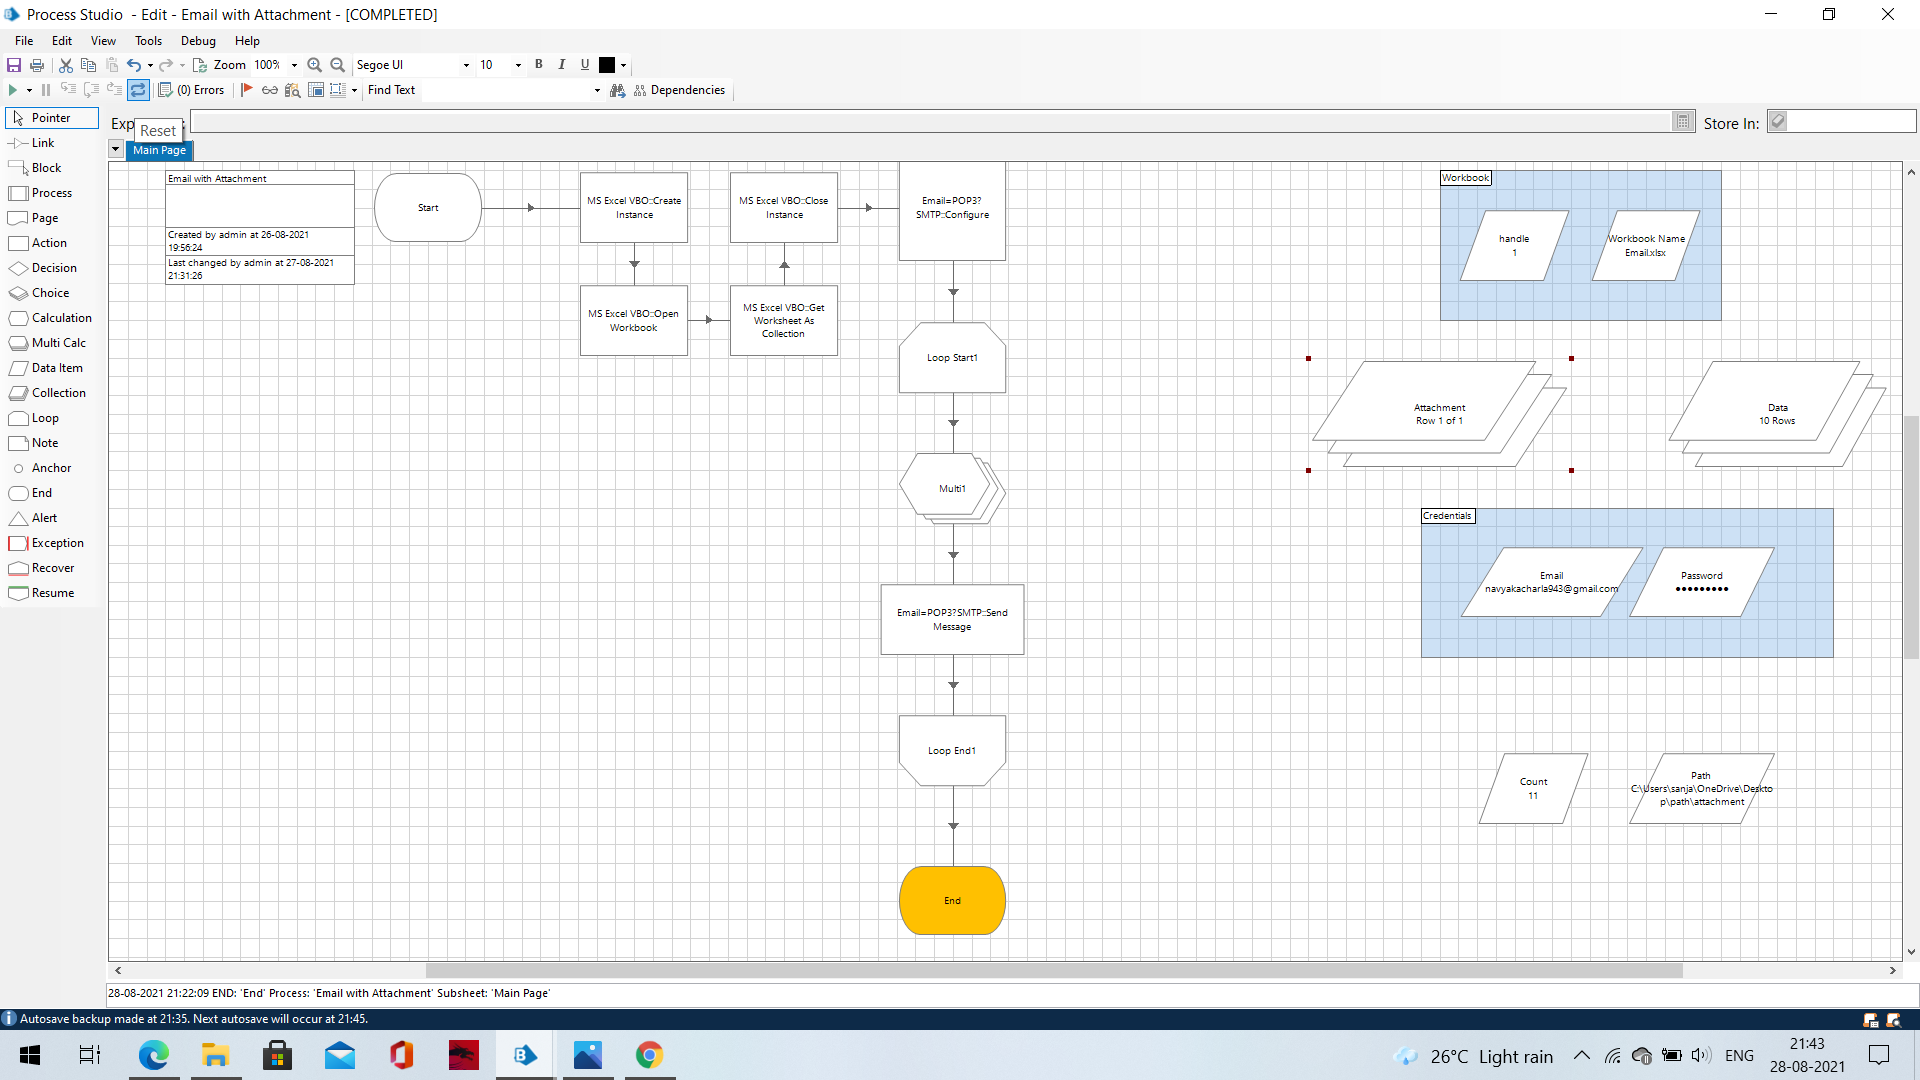 Process Studio - Edit - Email with Attachment - [COMPLETED]
File Edit View Tools Debug Help
Zoom 100% Segoe UI 10 B I U
(0) Errors Find Text Dependencies
Pointer
Link
Block
Process
Page
Action
Decision
Choice
Calculation
Multi Calc
Data Item
Collection
Loop
Note
Anchor
End
Alert
Exception
Recover
Resume
Exp
Reset
Store In:
Main Page
Email with Attachment
Created by admin at 26-08-2021
19:56:24
Last changed by admin at 27-08-2021
21:31:26
Start
MS Excel VBO::Create
Instance
MS Excel VBO::Open
Workbook
MS Excel VBO::Get
Worksheet As
Collection
MS Excel VBO::Close
Instance
Email=POP3?
SMTP::Configure
Loop Start1
Multi1
Email=POP3?SMTP::Send
Message
Loop End1
End
Workbook
handle
1
Workbook Name
Email.xlsx
Attachment
Row 1 of 1
Data
10 Rows
Credentials
Email
navyakacharla943@gmail.com
Password
•••••••••
Count
11
Path
C:\Users\sanja\OneDrive\Deskto
p\path\attachment
28-08-2021 21:22:09 END: 'End' Process: 'Email with Attachment' Subsheet: 'Main Page'
Autosave backup made at 21:35. Next autosave will occur at 21:45.
26°C Light rain
ENG
21:43
28-08-2021